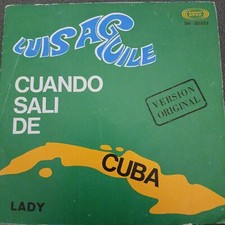 LUIS AGUILE
CUANDO
SALI
DE
CUBA
VERSION
ORIGINAL
LADY